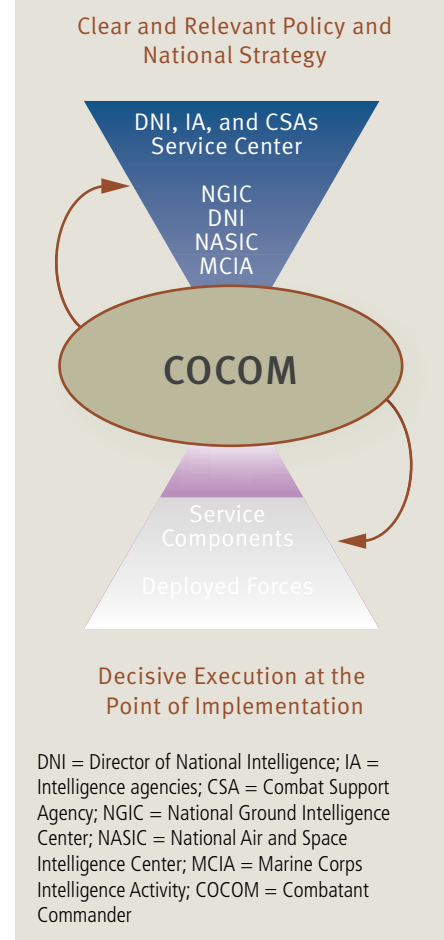 Clear and Relevant Policy and
National Strategy
DNI, IA, and CSAs
Service Center
NGIC
DNI
NASIC
MCIA
COCOM
Service
Components
Deployed Forces
Decisive Execution at the
Point of Implementation
DNI = Director of National Intelligence; IA =
Intelligence agencies; CSA = Combat Support
Agency; NGIC = National Ground Intelligence
Center; NASIC = National Air and Space
Intelligence Center; MCIA = Marine Corps
Intelligence Activity; COCOM = Combatant
Commander